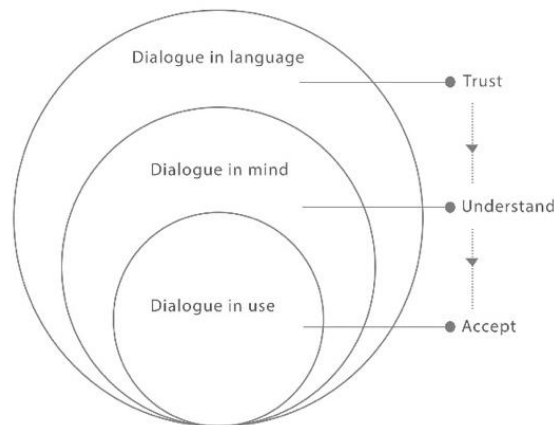 Dialogue in language
Trust
Dialogue in mind
Understand
Dialogue in use
Accept